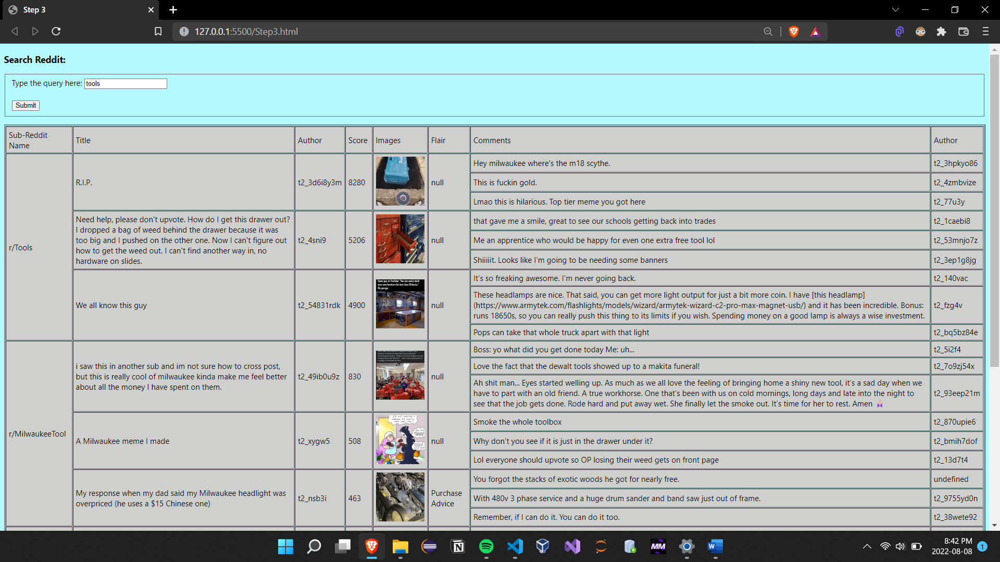 Step 3
127.0.0.1:5500/Step3.html
Search Reddit:
Type the query here: tools
Submit
Sub-Reddit
Name
Title
Author
Score
Images
Flair
Comments
Author
r/Tools
R.I.P.
t2_3d6i8y3m
8280
null
Hey milwaukee where's the m18 scythe.
t2_3hpkyo86
This is fuckin gold.
t2_4zmbvize
Lmao this is hilarious. Top tier meme you got here
t2_77u3y
Need help, please don't upvote. How do I get this drawer out?
I dropped a bag of weed behind the drawer because it was
too big and I pushed on the other one. Now I can't figure out
how to get the weed out. I can't find another way in, no
hardware on slides.
t2_4sni9
5206
null
that gave me a smile, great to see our schools getting back into trades
t2_1caebi8
Me an apprentice who would be happy for even one extra free tool lol
t2_53mnjo7z
Shiiiiit. Looks like I’m going to be needing some banners
t2_3ep1g8jg
We all know this guy
t2_54831rdk
4900
Some guy on YouTube: "You can easily build
your own furniture for less than 50 bucks."
His garage:
null
It’s so freaking awesome. I’m never going back.
t2_140vac
These headlamps are nice. That said, you can get more light output for just a bit more coin. I have [this headlamp]
(https://www.armytek.com/flashlights/models/wizard/armytek-wizard-c2-pro-max-magnet-usb/) and it has been incredible. Bonus:
runs 18650s, so you can really push this thing to its limits if you wish. Spending money on a good lamp is always a wise investment.
t2_fzg4v
Pops can take that whole truck apart with that light
t2_bq5bz84e
r/MilwaukeeTool
i saw this in another sub and im not sure how to cross post,
but this is really cool of milwaukee kinda make me feel better
about all the money I have spent on them.
t2_49ib0u9z
830
null
Boss: yo what did you get done today Me: uh...
t2_5i2f4
Love the fact that the dewalt tools showed up to a makita funeral!
t2_7o9zj54x
Ah shit man... Eyes started welling up. As much as we all love the feeling of bringing home a shiny new tool, it’s a sad day when we
have to part with an old friend. A true workhorse. One that’s been with us on cold mornings, long days and late into the night to
see that the job gets done. Rode hard and put away wet. She finally let the smoke out. It’s time for her to rest. Amen
t2_93eep21m
A Milwaukee meme I made
t2_xygw5
508
null
Smoke the whole toolbox
t2_870upie6
Why don’t you see if it is just in the drawer under it?
t2_bmih7dof
Lol everyone should upvote so OP losing their weed gets on front page
t2_13d7t4
My response when my dad said my Milwaukee headlight was
overpriced (he uses a $15 Chinese one)
t2_nsb3i
463
Purchase
Advice
You forgot the stacks of exotic woods he got for nearly free.
undefined
With 480v 3 phase service and a huge drum sander and band saw just out of frame.
t2_9755yd0n
Remember, if I can do it. You can do it too.
t2_38wete92
MM
8:42 PM
2022-08-08
1